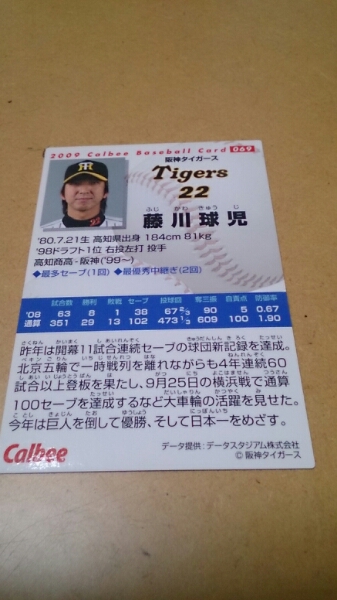 2009 Calbee Baseball Card 069
阪神タイガース
Tigers
22
ふじ かわ きゅう じ
藤川球児
'80.7.21生 高知県出身 184cm 81kg
'98ドラフト1位 右投左打 投手
高知商高-阪神('99〜)
◆最多セーブ(1回) ◆最優秀中継ぎ(2回)
試合数 勝利 敗戦 セーブ 投球回 奪三振 自責点 防御率
'08 63 8 1 38 67 2/3 90 5 0.67
通算 351 29 13 102 473 1/3 609 100 1.90
昨年は開幕11試合連続セーブの球団新記録を達成。
北京五輪で一時戦列を離れながらも4年連続60
試合以上登板を果たし、9月25日の横浜戦で通算
100セーブを達成するなど大車輪の活躍を見せた。
今年は巨人を倒して優勝、そして日本一をめざす。
Calbee
データ提供:データスタジアム株式会社
© 阪神タイガース